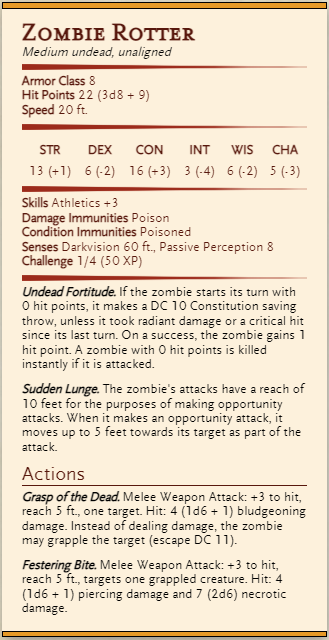 Zombie Rotter
Medium undead, unaligned
Armor Class 8
Hit Points 22 (3d8 + 9)
Speed 20 ft.
STR DEX CON INT WIS CHA
13 (+1) 6 (-2) 16 (+3) 3 (-4) 6 (-2) 5 (-3)
Skills Athletics +3
Damage Immunities Poison
Condition Immunities Poisoned
Senses Darkvision 60 ft., Passive Perception 8
Challenge 1/4 (50 XP)
Undead Fortitude. If the zombie starts its turn with
0 hit points, it makes a DC 10 Constitution saving
throw, unless it took radiant damage or a critical hit
since its last turn. On a success, the zombie gains 1
hit point. A zombie with 0 hit points is killed
instantly if it is attacked.
Sudden Lunge. The zombie's attacks have a reach of
10 feet for the purposes of making opportunity
attacks. When it makes an opportunity attack, it
moves up to 5 feet towards its target as part of the
attack.
Actions
Grasp of the Dead. Melee Weapon Attack: +3 to hit,
reach 5 ft., one target. Hit: 4 (1d6 + 1) bludgeoning
damage. Instead of dealing damage, the zombie
may grapple the target (escape DC 11).
Festering Bite. Melee Weapon Attack: +3 to hit,
reach 5 ft., targets one grappled creature. Hit: 4
(1d6 + 1) piercing damage and 7 (2d6) necrotic
damage.